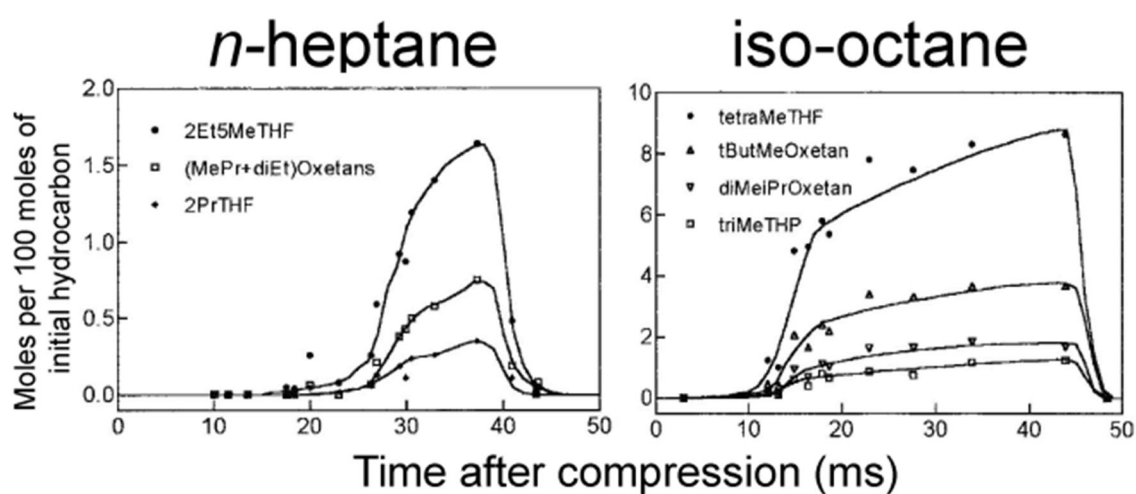 n-heptane
iso-octane
Moles per 100 moles of
initial hydrocarbon
2.0
1.5
1.0
0.5
0.0
2Et5MeTHF
(MePr+diEt)Oxetans
2PrTHF
0 10 20 30 40 50
10
8
6
4
2
0
tetraMeTHF
tButMeOxetan
diMeiPrOxetan
triMeTHP
0 10 20 30 40 50
Time after compression (ms)